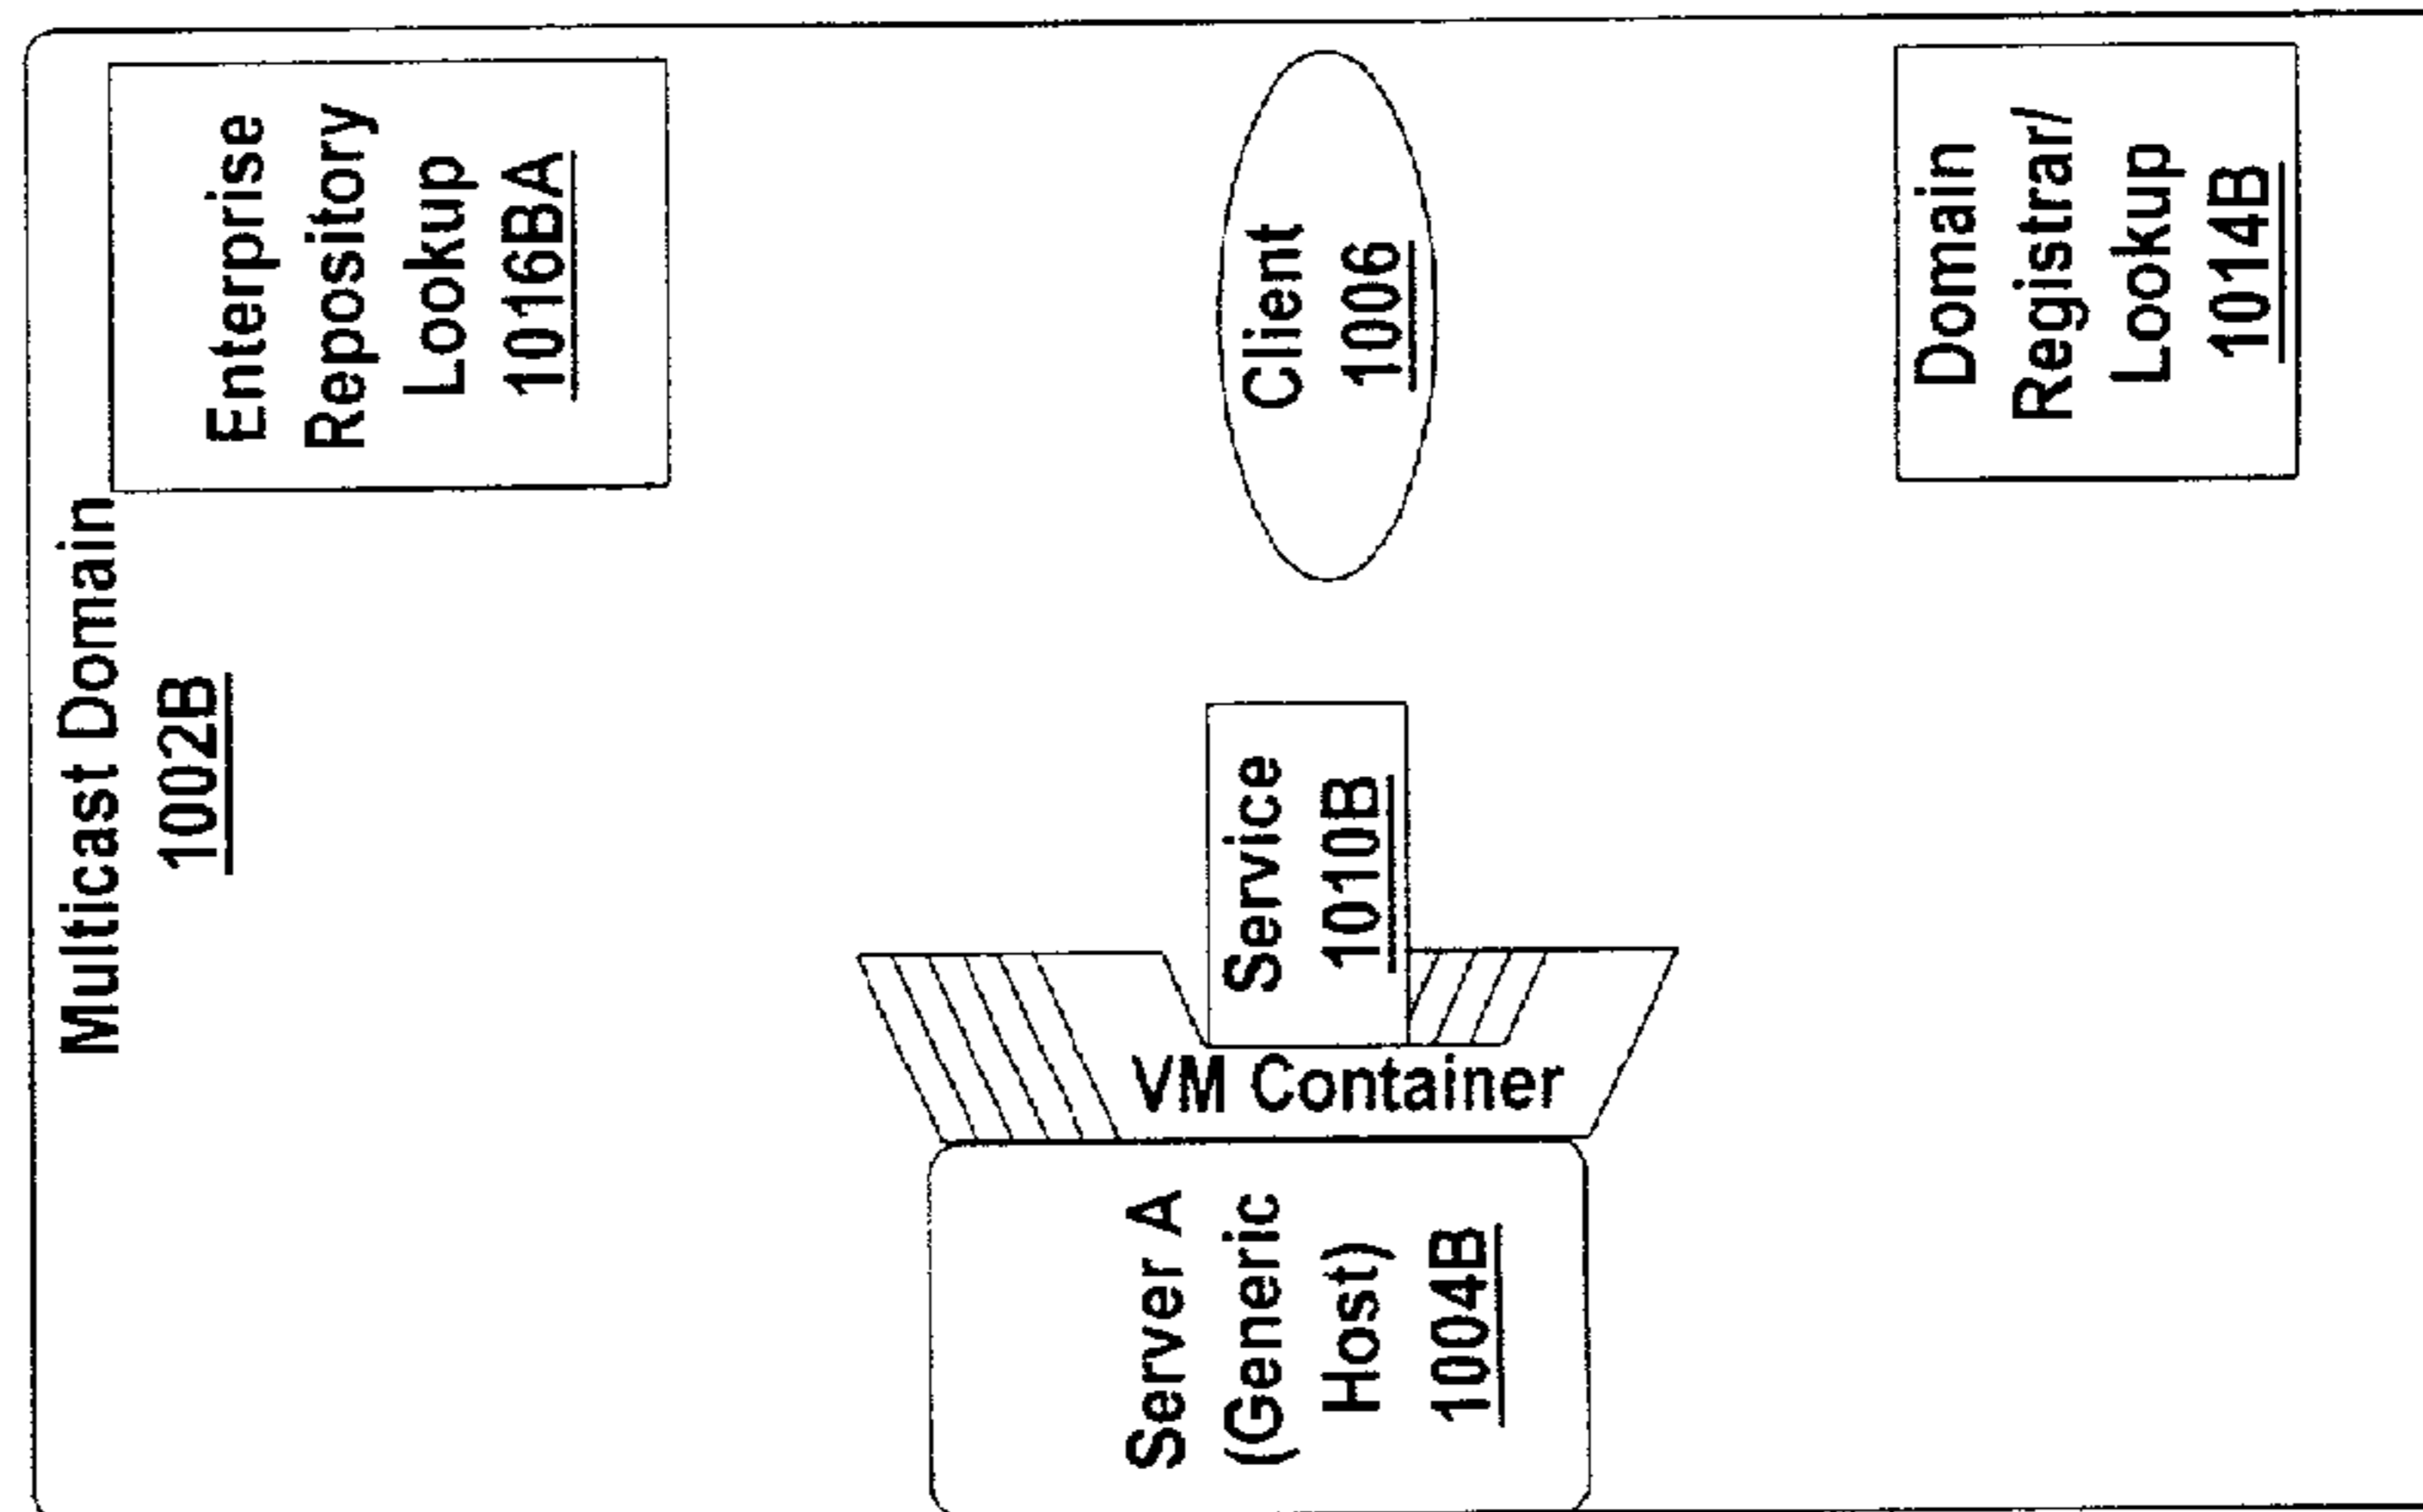 Multicast Domain
1002B
Enterprise
Repository
Lookup
1016BA
Server A
(Generic
Host)
1004B
VM Container
Service
1010B
Client
1006
Domain
Registrar/
Lookup
1014B